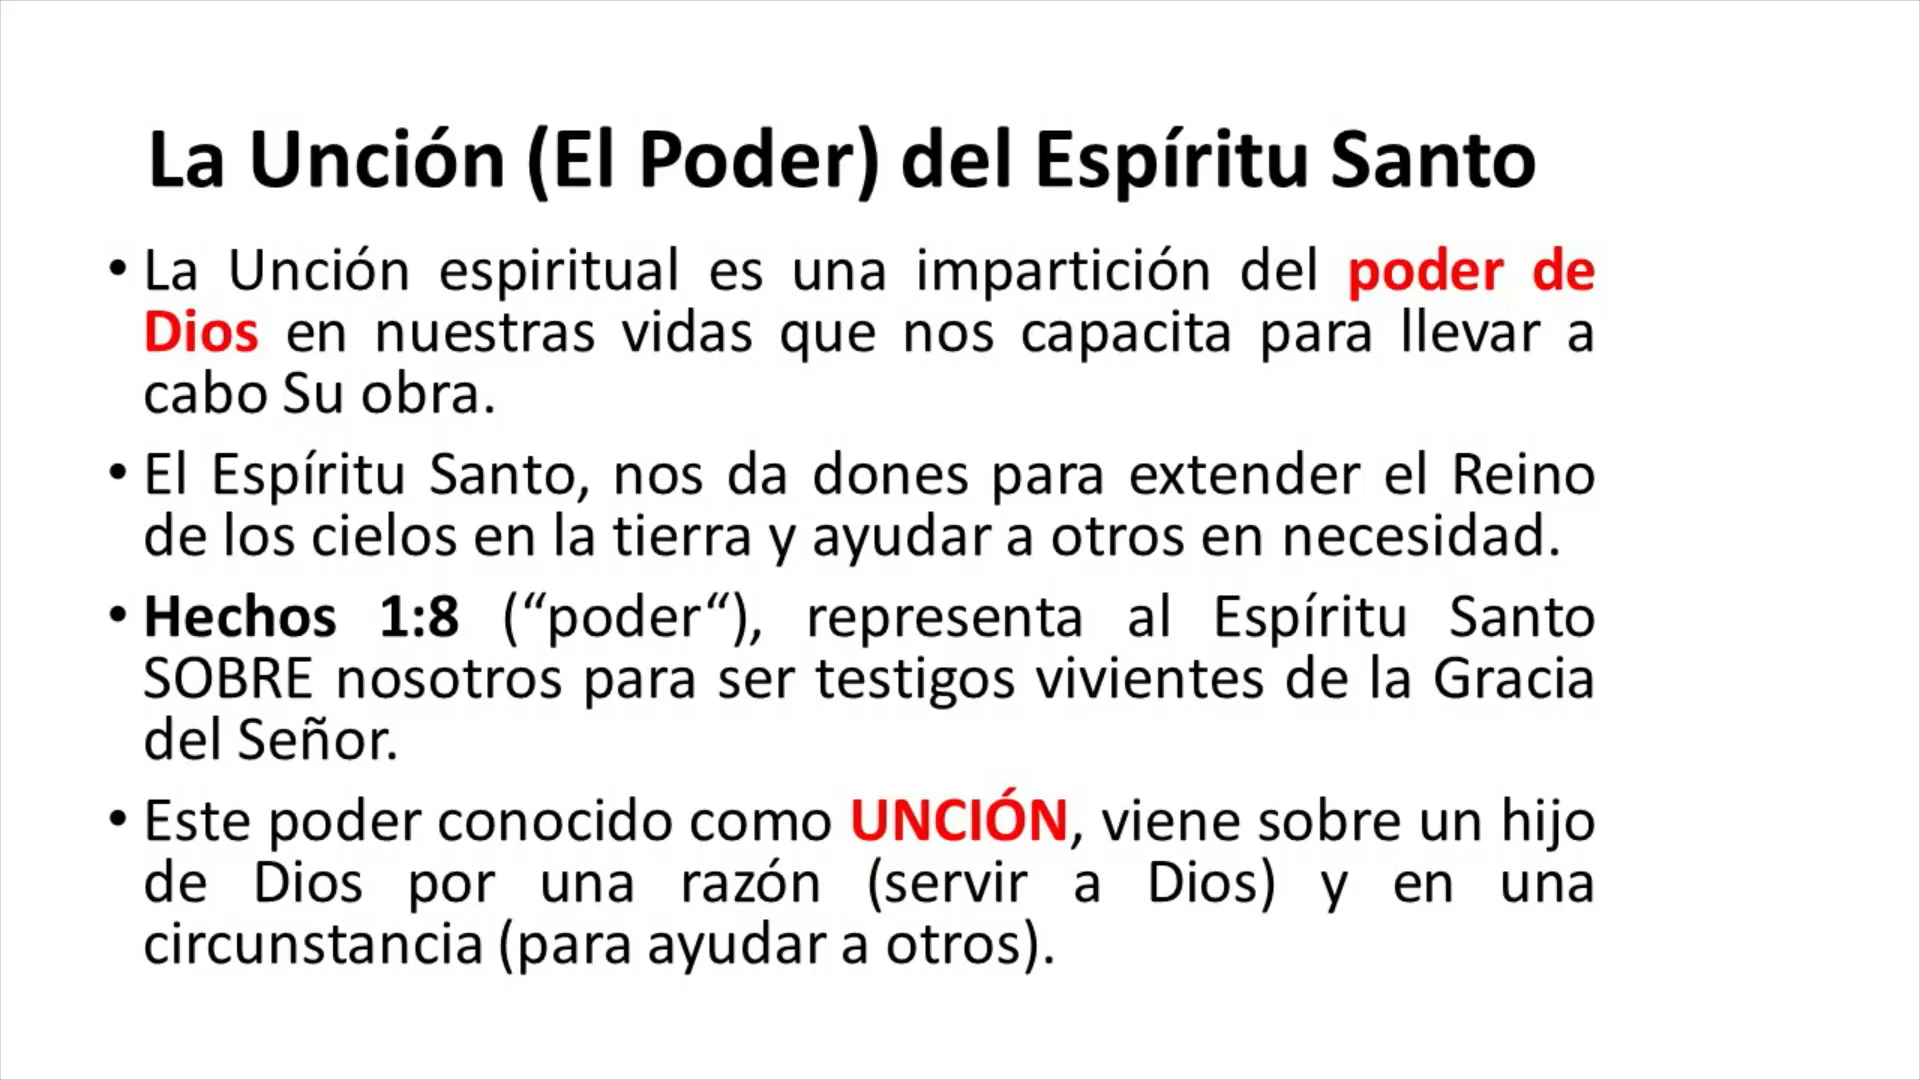 La Unción (El Poder) del Espíritu Santo
• La Unción espiritual es una impartición del poder de
Dios en nuestras vidas que nos capacita para llevar a
cabo Su obra.
• El Espíritu Santo, nos da dones para extender el Reino
de los cielos en la tierra y ayudar a otros en necesidad.
• Hechos 1:8 (“poder“), representa al Espíritu Santo
SOBRE nosotros para ser testigos vivientes de la Gracia
del Señor.
• Este poder conocido como UNCIÓN, viene sobre un hijo
de Dios por una razón (servir a Dios) y en una
circunstancia (para ayudar a otros).